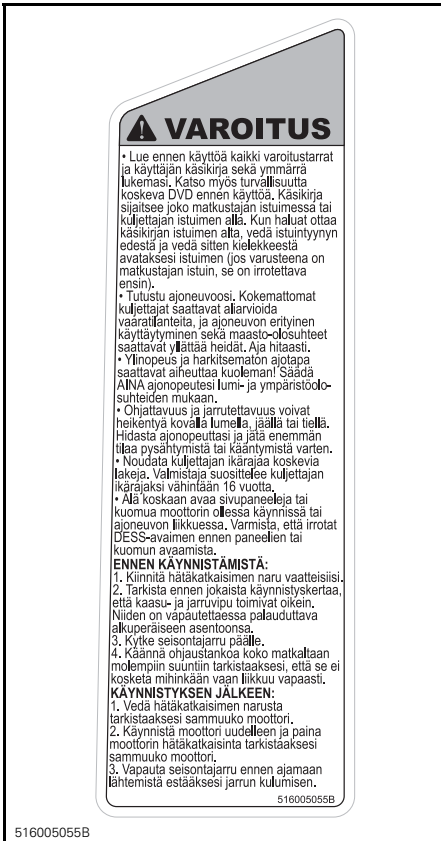 VAROITUS
• Lue ennen käyttöä kaikki varoitustarrat
ja käyttäjän käsikirja sekä ymmärrä
lukemasi. Katso myös turvallisuutta
koskeva DVD ennen käyttöä. Käsikirja
sijaitsee joko matkustajan istuimessa tai
kuljettajan istuimen alla. Kun haluat ottaa
käsikirjan istuimen alta, vedä istuintyynyn
edestä ja vedä sitten kielekkeestä
avataksesi istuimen (jos varusteena on
matkustajan istuin, se on irrotettava
ensin).
• Tutustu ajoneuvoosi. Kokemattomat
kuljettajat saattavat aliarvioida
vaaratilanteita, ja ajoneuvon erityinen
käyttäytyminen sekä maasto-olosuhteet
saattavat yllättää heidät. Aja hitaasti.
• Ylinopeus ja harkitsematon ajotapa
saattavat aiheuttaa kuoleman! Säädä
AINA ajonopeutesi lumi- ja ympäristöolo-
suhteiden mukaan.
• Ohjattavuus ja jarrutettavuus voivat
heikentyä kovalla lumella, jäällä tai tiellä.
Hidasta ajonopeuttasi ja jätä enemmän
tilaa pysähtymistä tai kääntymistä varten.
• Noudata kuljettajan ikärajaa koskevia
lakeja. Valmistaja suosittelee kuljettajan
ikärajaksi vähintään 16 vuotta.
• Älä koskaan avaa sivupaneeleja tai
kuomua moottorin ollessa käynnissä tai
ajoneuvon liikkuessa. Varmista, että irrotat
DESS-avaimen ennen paneelien tai
kuomun avaamista.
ENNEN KÄYNNISTÄMISTÄ:
1. Kiinnitä hätäkatkaisimen naru vaatteisiisi.
2. Tarkista ennen jokaista käynnistyskertaa,
että kaasu- ja jarruvipu toimivat oikein.
Niiden on vapautettaessa palauduttava
alkuperäiseen asentoonsa.
3. Kytke seisontajarru päälle.
4. Käännä ohjaustankoa koko matkaltaan
molempiin suuntiin tarkistaaksesi, että se ei
kosketa mihinkään vaan liikkuu vapaasti.
KÄYNNISTYKSEN JÄLKEEN:
1. Vedä hätäkatkaisimen narusta
tarkistaaksesi sammuuko moottori.
2. Käynnistä moottori uudelleen ja paina
moottorin hätäkatkaisinta tarkistaaksesi
sammuuko moottori.
3. Vapauta seisontajarru ennen ajamaan
lähtemistä estääksesi jarrun kulumisen.
516005055B
516005055B